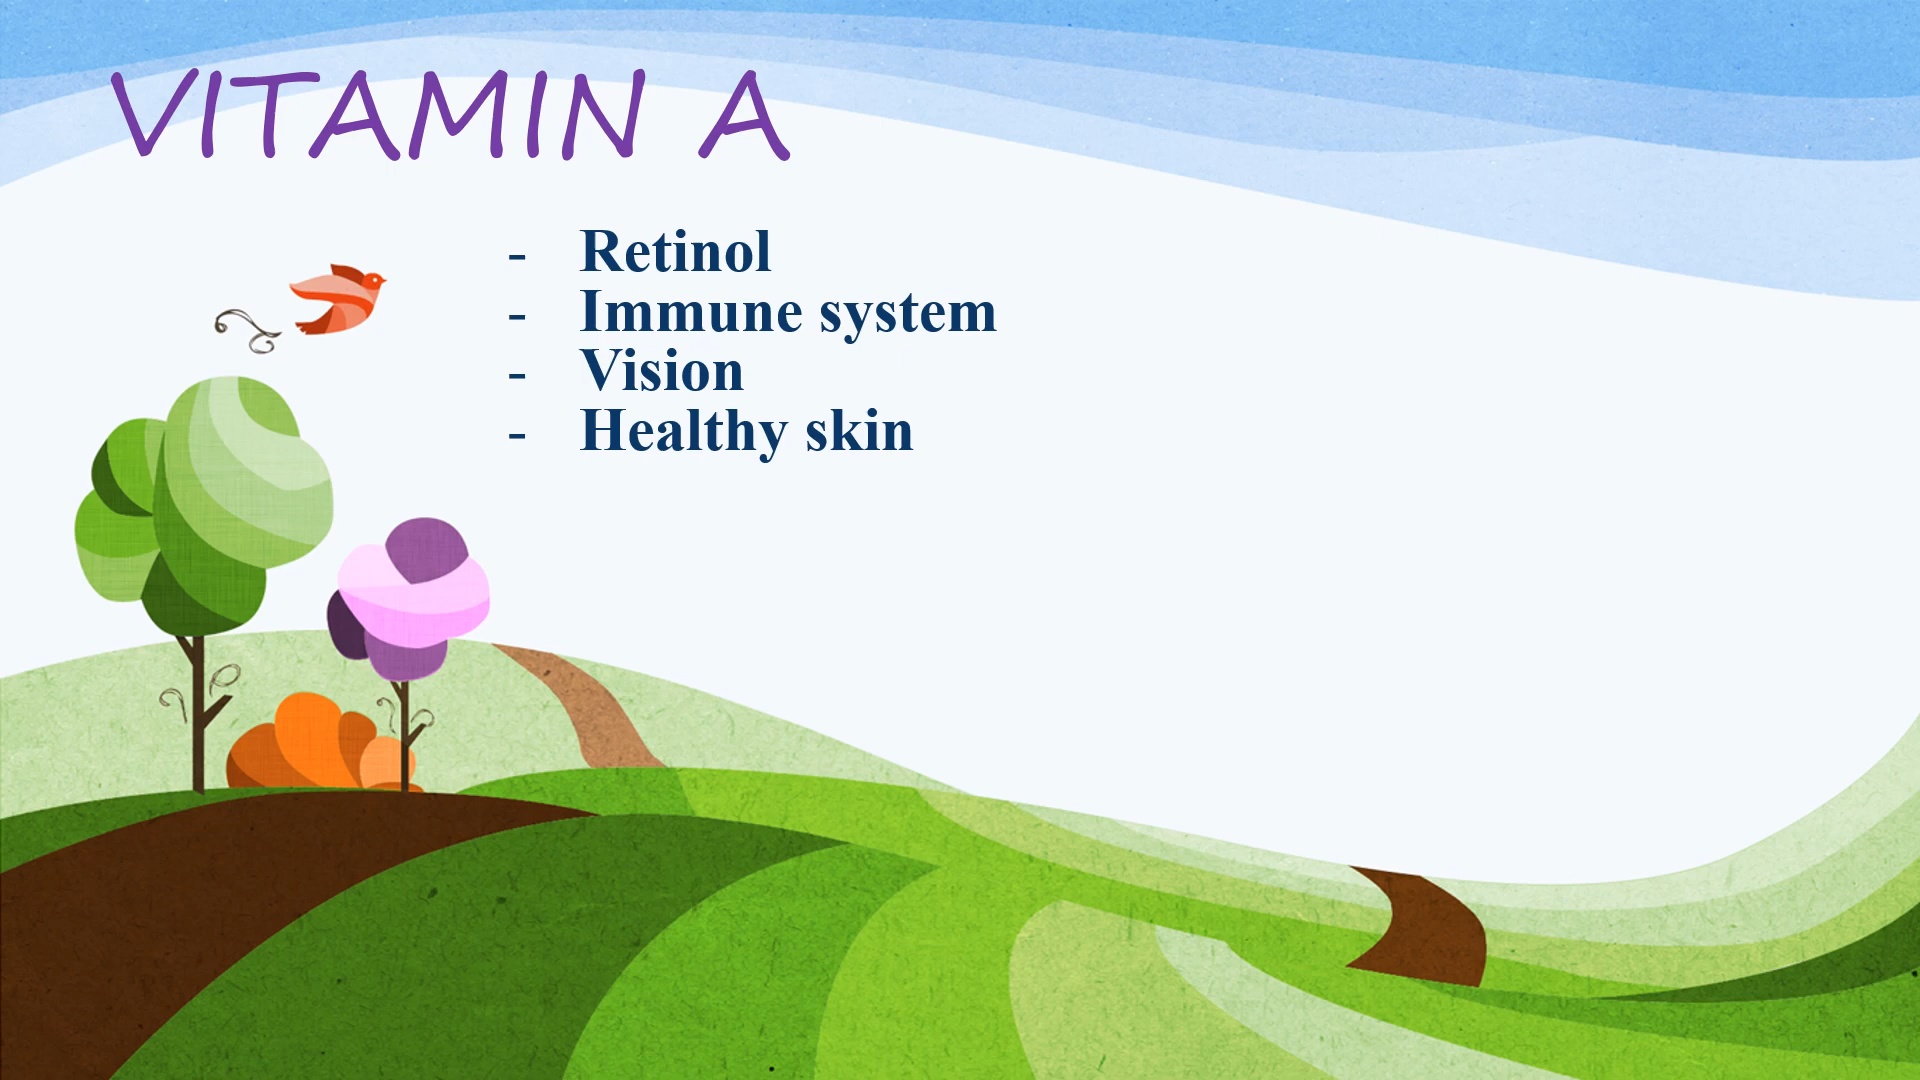 VITAMIN A
- Retinol
- Immune system
- Vision
- Healthy skin